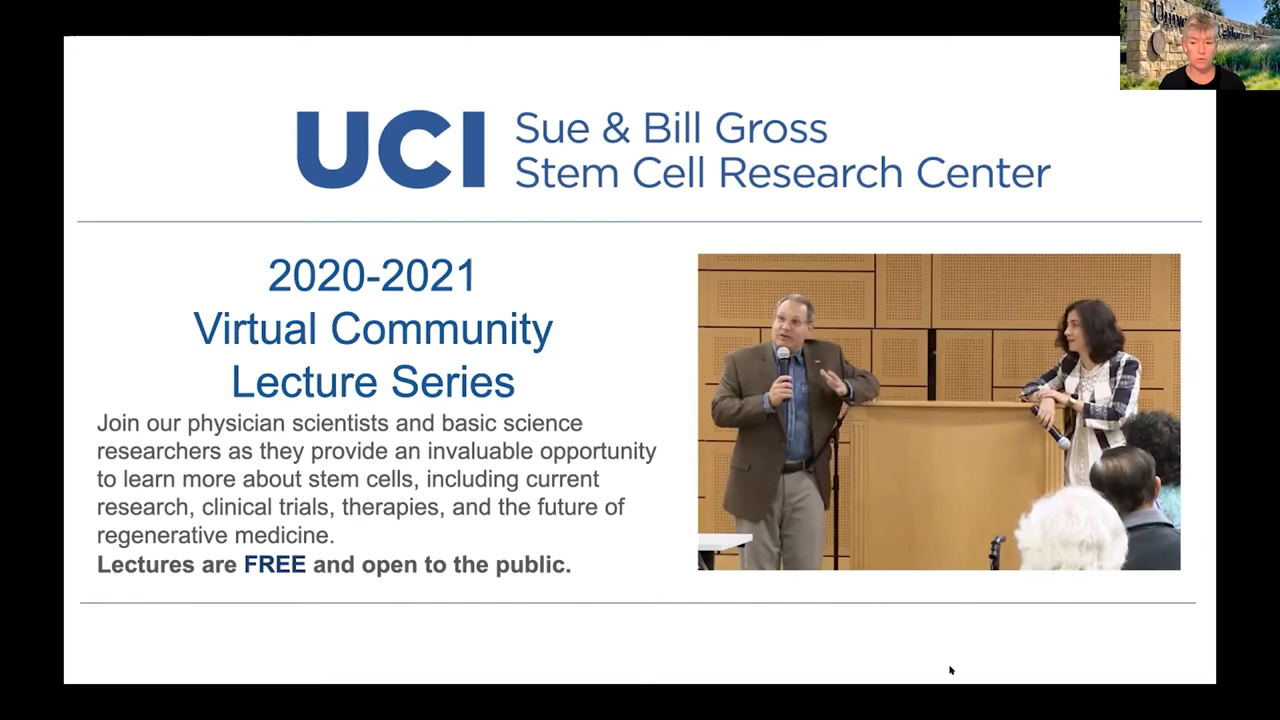 UCI Sue & Bill Gross
Stem Cell Research Center
2020-2021
Virtual Community
Lecture Series
Join our physician scientists and basic science
researchers as they provide an invaluable opportunity
to learn more about stem cells, including current
research, clinical trials, therapies, and the future of
regenerative medicine.
Lectures are FREE and open to the public.